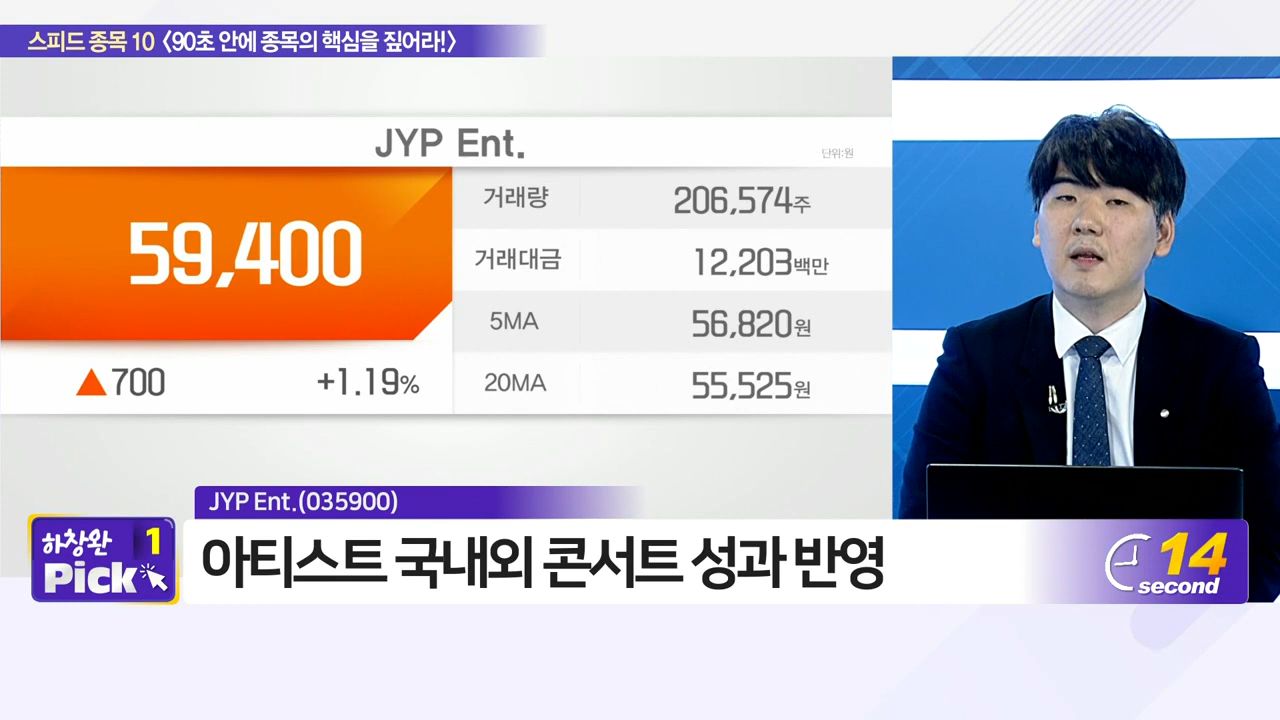 스피드 종목 10 〈90초 안에 종목의 핵심을 짚어라!〉
JYP Ent.
단위:원
59,400
▲700 +1.19%
거래량 206,574주
거래대금 12,203백만
5MA 56,820원
20MA 55,525원
JYP Ent.(035900)
하창완 1
Pick
아티스트 국내외 콘서트 성과 반영
14
second